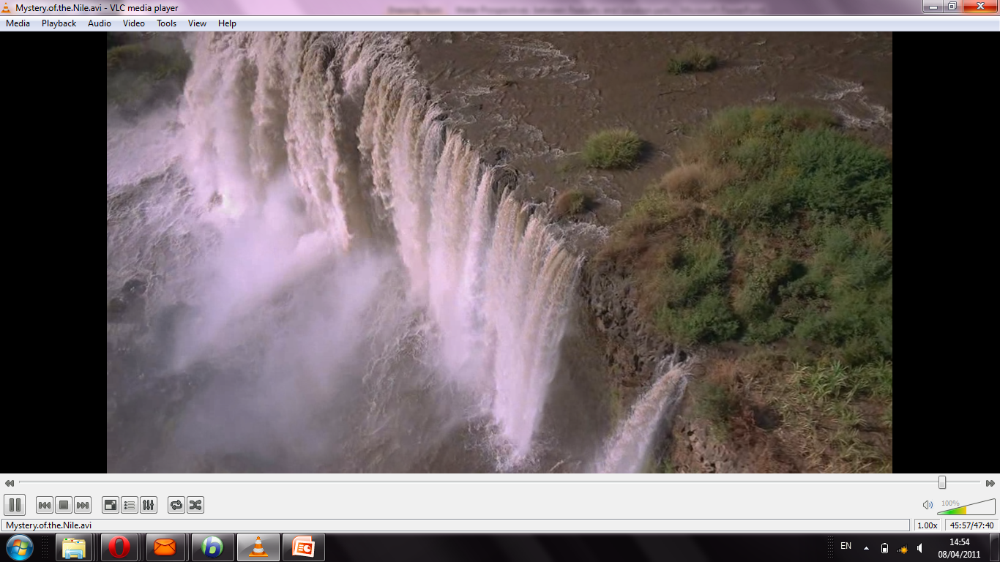 Mystery.of.the.Nile.avi - VLC media player
Media Playback Audio Video Tools View Help
100%
Mystery.of.the.Nile.avi 1.00x 45:57/47:40
EN 14:54
08/04/2011